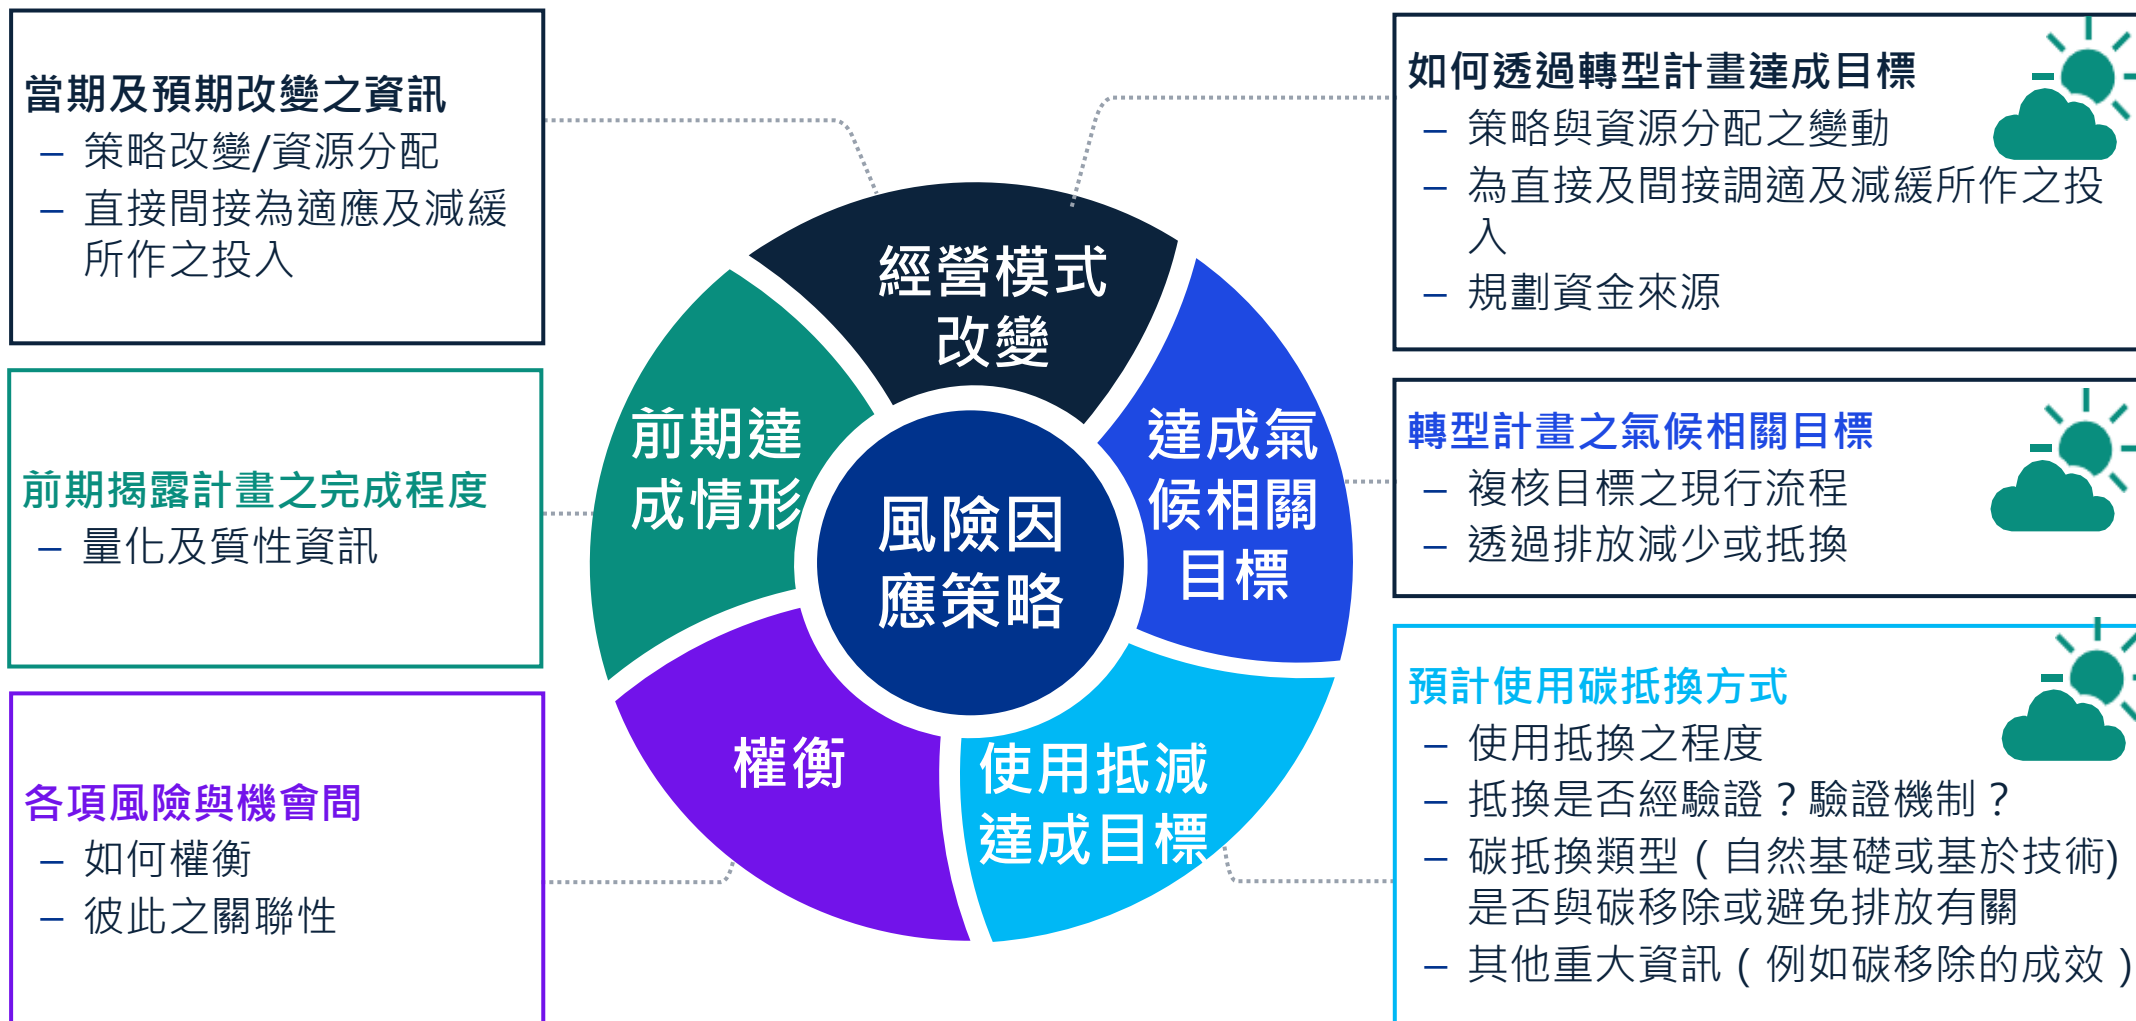 當期及預期改變之資訊
– 策略改變/資源分配
– 直接間接為適應及減緩
所作之投入
前期揭露計畫之完成程度
– 量化及質性資訊
各項風險與機會間
– 如何權衡
– 彼此之關聯性
經營模式
改變
前期達
成情形
達成氣
候相關
目標
風險因
應策略
權衡
使用抵減
達成目標
如何透過轉型計畫達成目標
– 策略與資源分配之變動
– 為直接及間接調適及減緩所作之投
入
– 規劃資金來源
轉型計畫之氣候相關目標
– 複核目標之現行流程
– 透過排放減少或抵換
預計使用碳抵換方式
– 使用抵換之程度
– 抵換是否經驗證？驗證機制？
– 碳抵換類型（自然基礎或基於技術)
是否與碳移除或避免排放有關
– 其他重大資訊（例如碳移除的成效）